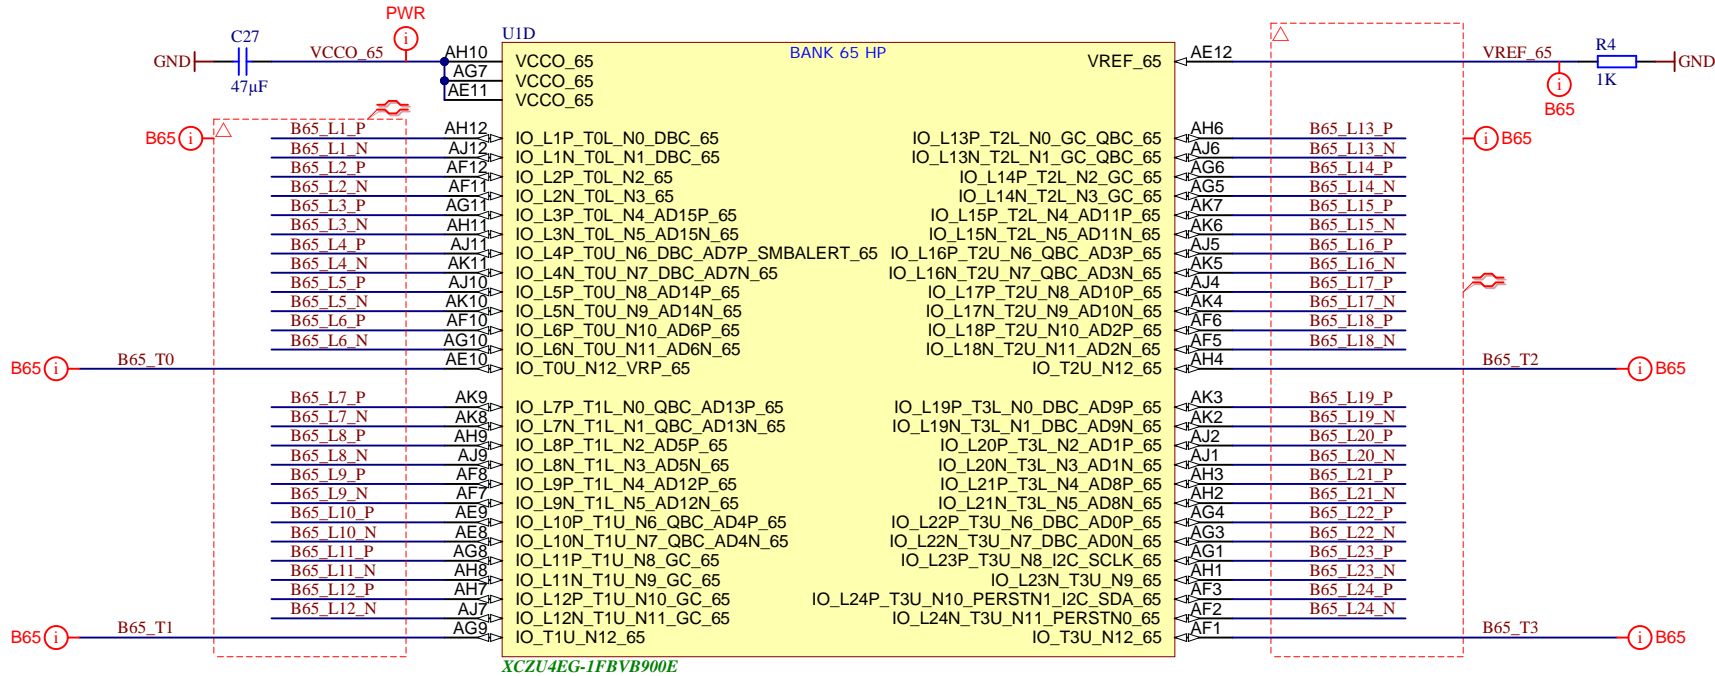 PWR
C27
U1D
GND
VCCO_65
AH10
VCCO_65
BANK 65 HP
VREF_65
AE12
VREF_65
R4
GND
47µF
AG7
VCCO_65
1K
AE11
VCCO_65
B65
B65
B65_L1_P
AH12
IO_L1P_T0L_N0_DBC_65
IO_L13P_T2L_N0_GC_QBC_65
AH6
B65_L13_P
B65
B65_L1_N
AJ12
IO_L1N_T0L_N1_DBC_65
IO_L13N_T2L_N1_GC_QBC_65
AJ6
B65_L13_N
B65_L2_P
AF12
IO_L2P_T0L_N2_65
IO_L14P_T2L_N2_GC_65
AG6
B65_L14_P
B65_L2_N
AF11
IO_L2N_T0L_N3_65
IO_L14N_T2L_N3_GC_65
AG5
B65_L14_N
B65_L3_P
AG11
IO_L3P_T0L_N4_AD15P_65
IO_L15P_T2L_N4_AD11P_65
AK7
B65_L15_P
B65_L3_N
AH11
IO_L3N_T0L_N5_AD15N_65
IO_L15N_T2L_N5_AD11N_65
AK6
B65_L15_N
B65_L4_P
AJ11
IO_L4P_T0U_N6_DBC_AD7P_SMBALERT_65
IO_L16P_T2U_N6_QBC_AD3P_65
AJ5
B65_L16_P
B65_L4_N
AK11
IO_L4N_T0U_N7_DBC_AD7N_65
IO_L16N_T2U_N7_QBC_AD3N_65
AK5
B65_L16_N
B65_L5_P
AJ10
IO_L5P_T0U_N8_AD14P_65
IO_L17P_T2U_N8_AD10P_65
AJ4
B65_L17_P
B65_L5_N
AK10
IO_L5N_T0U_N9_AD14N_65
IO_L17N_T2U_N9_AD10N_65
AK4
B65_L17_N
B65_L6_P
AF10
IO_L6P_T0U_N10_AD6P_65
IO_L18P_T2U_N10_AD2P_65
AF6
B65_L18_P
B65_L6_N
AG10
IO_L6N_T0U_N11_AD6N_65
IO_L18N_T2U_N11_AD2N_65
AF5
B65_L18_N
B65
B65_T0
AE10
IO_T0U_N12_VRP_65
IO_T2U_N12_65
AH4
B65_T2
B65
B65_L7_P
AK9
IO_L7P_T1L_N0_QBC_AD13P_65
IO_L19P_T3L_N0_DBC_AD9P_65
AK3
B65_L19_P
B65_L7_N
AK8
IO_L7N_T1L_N1_QBC_AD13N_65
IO_L19N_T3L_N1_DBC_AD9N_65
AK2
B65_L19_N
B65_L8_P
AH9
IO_L8P_T1L_N2_AD5P_65
IO_L20P_T3L_N2_AD1P_65
AJ2
B65_L20_P
B65_L8_N
AJ9
IO_L8N_T1L_N3_AD5N_65
IO_L20N_T3L_N3_AD1N_65
AJ1
B65_L20_N
B65_L9_P
AF8
IO_L9P_T1L_N4_AD12P_65
IO_L21P_T3L_N4_AD8P_65
AH3
B65_L21_P
B65_L9_N
AF7
IO_L9N_T1L_N5_AD12N_65
IO_L21N_T3L_N5_AD8N_65
AH2
B65_L21_N
B65_L10_P
AE9
IO_L10P_T1U_N6_QBC_AD4P_65
IO_L22P_T3U_N6_DBC_AD0P_65
AG4
B65_L22_P
B65_L10_N
AE8
IO_L10N_T1U_N7_QBC_AD4N_65
IO_L22N_T3U_N7_DBC_AD0N_65
AG3
B65_L22_N
B65_L11_P
AG8
IO_L11P_T1U_N8_GC_65
IO_L23P_T3U_N8_I2C_SCLK_65
AG1
B65_L23_P
B65_L11_N
AH8
IO_L11N_T1U_N9_GC_65
IO_L23N_T3U_N9_65
AH1
B65_L23_N
B65_L12_P
AH7
IO_L12P_T1U_N10_GC_65
IO_L24P_T3U_N10_PERSTN1_I2C_SDA_65
AF3
B65_L24_P
B65_L12_N
AJ7
IO_L12N_T1U_N11_GC_65
IO_L24N_T3U_N11_PERSTN0_65
AF2
B65_L24_N
B65
B65_T1
AG9
IO_T1U_N12_65
IO_T3U_N12_65
AF1
B65_T3
B65
XCZU4EG-1FBVB900E